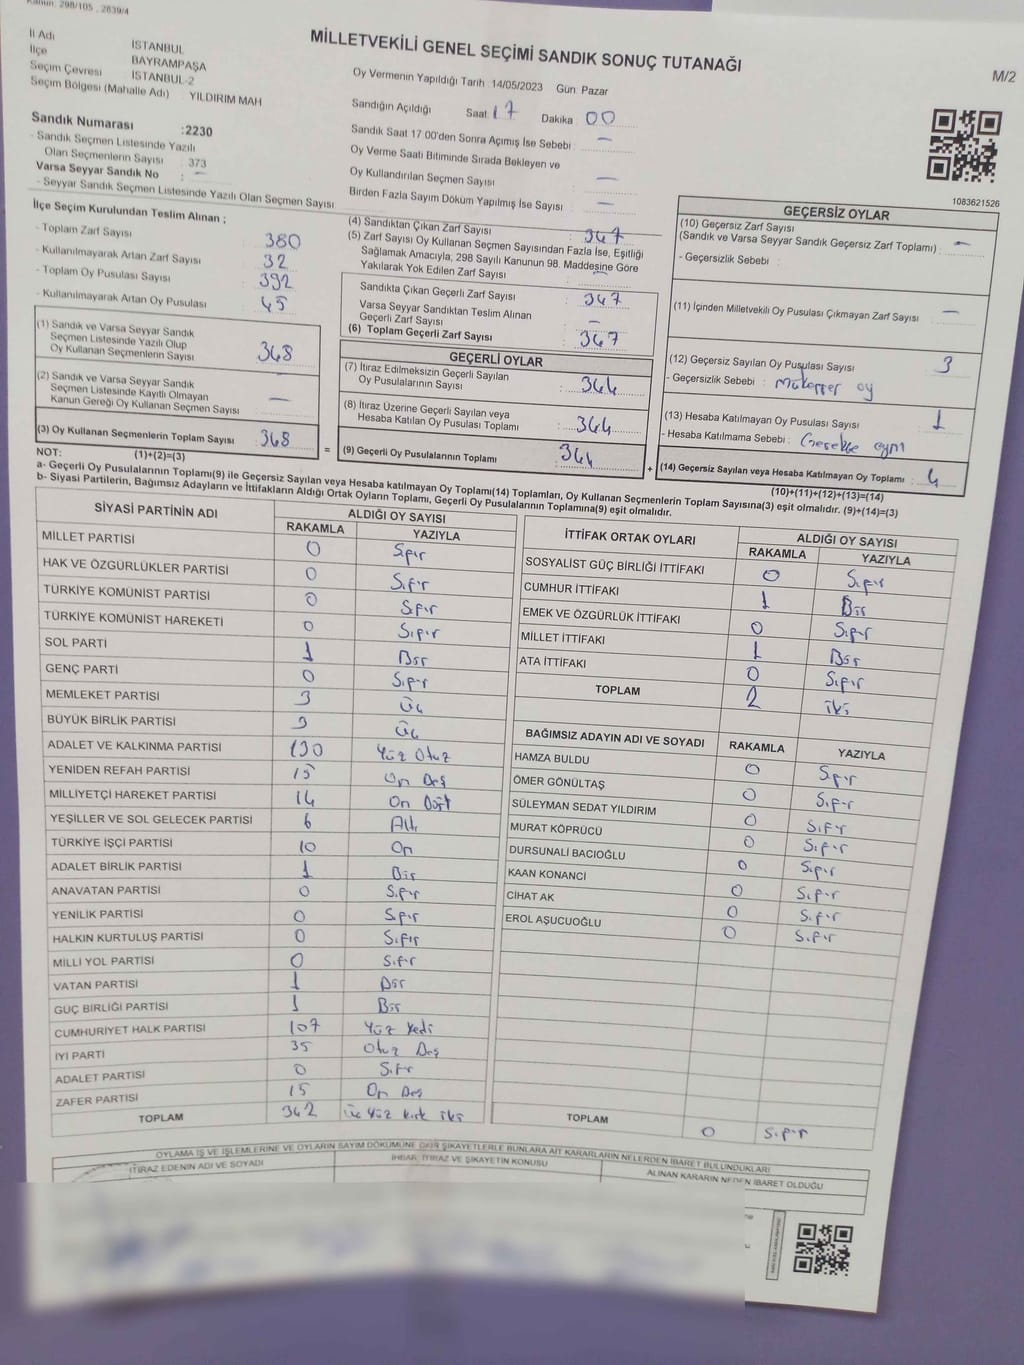 Kanun: 298/105 , 2839/4
MİLLETVEKİLİ GENEL SEÇİMİ SANDIK SONUÇ TUTANAĞI
M/2
İl Adı İSTANBUL
İlçe BAYRAMPAŞA
Seçim Çevresi İSTANBUL-2
Seçim Bölgesi (Mahalle Adı) YILDIRIM MAH
Sandık Numarası :2230
- Sandık Seçmen Listesinde Yazılı
Olan Seçmenlerin Sayısı : 373
Varsa Seyyar Sandık No : —
- Seyyar Sandık Seçmen Listesinde Yazılı Olan Seçmen Sayısı
Oy Vermenin Yapıldığı Tarih :14/05/2023 Gün: Pazar
Sandığın Açıldığı Saat 17 Dakika 00
Sandık Saat 17 00'den Sonra Açımış İse Sebebi : —
Oy Verme Saati Bitiminde Sırada Bekleyen ve
Oy Kullandırılan Seçmen Sayısı : —
Birden Fazla Sayım Döküm Yapılmış İse Sayısı : —
1083621526
İlçe Seçim Kurulundan Teslim Alınan ;
- Toplam Zarf Sayısı : 380
- Kullanılmayarak Artan Zarf Sayısı : 32
- Toplam Oy Pusulası Sayısı : 392
- Kullanılmayarak Artan Oy Pusulası : 45
(1) Sandık ve Varsa Seyyar Sandık
Seçmen Listesinde Yazılı Olup
Oy Kullanan Seçmenlerin Sayısı : 348
(2) Sandık ve Varsa Seyyar Sandık
Seçmen Listesinde Kayıtlı Olmayan
Kanun Gereği Oy Kullanan Seçmen Sayısı : —
(3) Oy Kullanan Seçmenlerin Toplam Sayısı : 348
(1)+(2)=(3)
(4) Sandıktan Çıkan Zarf Sayısı : 347
(5) Zarf Sayısı Oy Kullanan Seçmen Sayısından Fazla İse, Eşitliği
Sağlamak Amacıyla, 298 Sayılı Kanunun 98. Maddesine Göre
Yakılarak Yok Edilen Zarf Sayısı : —
Sandıkta Çıkan Geçerli Zarf Sayısı : 347
Varsa Seyyar Sandıktan Teslim Alınan
Geçerli Zarf Sayısı : —
(6) Toplam Geçerli Zarf Sayısı : 347
GEÇERLİ OYLAR
(7) İtiraz Edilmeksizin Geçerli Sayılan
Oy Pusulalarının Sayısı : 344
(8) İtiraz Üzerine Geçerli Sayılan veya
Hesaba Katılan Oy Pusulası Toplamı : 344
= (9) Geçerli Oy Pusulalarının Toplamı 344 +
GEÇERSİZ OYLAR
(10) Geçersiz Zarf Sayısı
(Sandık ve Varsa Seyyar Sandık Geçersiz Zarf Toplamı) : —
- Geçersizlik Sebebi :
(11) İçinden Milletvekili Oy Pusulası Çıkmayan Zarf Sayısı : —
(12) Geçersiz Sayılan Oy Pusulası Sayısı : 3
- Geçersizlik Sebebi : Mükerrer oy
(13) Hesaba Katılmayan Oy Pusulası Sayısı : 1
- Hesaba Katılmama Sebebi :
(14) Geçersiz Sayılan veya Hesaba Katılmayan Oy Toplamı : 4
(10)+(11)+(12)+(13)=(14)
NOT:
a- Geçerli Oy Pusulalarının Toplamı(9) ile Geçersiz Sayılan veya Hesaba katılmayan Oy Toplamı(14) Toplamları, Oy Kullanan Seçmenlerin Toplam Sayısına(3) eşit olmalıdır. (9)+(14)=(3)
b- Siyasi Partilerin, Bağımsız Adayların ve İttifakların Aldığı Ortak Oyların Toplamı, Geçerli Oy Pusulalarının Toplamına(9) eşit olmalıdır.
SİYASİ PARTİNİN ADI ALDIĞI OY SAYISI
RAKAMLA YAZIYLA
MİLLET PARTİSİ 0 Sıfır
HAK VE ÖZGÜRLÜKLER PARTİSİ 0 Sıfır
TÜRKİYE KOMÜNİST PARTİSİ 0 Sıfır
TÜRKİYE KOMÜNİST HAREKETİ 0 Sıfır
SOL PARTİ 1 Bir
GENÇ PARTİ 0 Sıfır
MEMLEKET PARTİSİ 3 Üç
BÜYÜK BİRLİK PARTİSİ 3 Üç
ADALET VE KALKINMA PARTİSİ 130 Yüz Otuz
YENİDEN REFAH PARTİSİ 15 On Beş
MİLLİYETÇİ HAREKET PARTİSİ 14 On Dört
YEŞİLLER VE SOL GELECEK PARTİSİ 6 Altı
TÜRKİYE İŞÇİ PARTİSİ 10 On
ADALET BİRLİK PARTİSİ 1 Bir
ANAVATAN PARTİSİ 0 Sıfır
YENİLİK PARTİSİ 0 Sıfır
HALKIN KURTULUŞ PARTİSİ 0 Sıfır
MİLLİ YOL PARTİSİ 0 Sıfır
VATAN PARTİSİ 1 Bir
GÜÇ BİRLİĞİ PARTİSİ 1 Bir
CUMHURİYET HALK PARTİSİ 107 Yüz Yedi
İYİ PARTİ 35 Otuz Beş
ADALET PARTİSİ 0 Sıfır
ZAFER PARTİSİ 15 On Beş
TOPLAM 342 üç yüz kırk iki
İTTİFAK ORTAK OYLARI ALDIĞI OY SAYISI
RAKAMLA YAZIYLA
SOSYALİST GÜÇ BİRLİĞİ İTTİFAKI 0 Sıfır
CUMHUR İTTİFAKI 1 Bir
EMEK VE ÖZGÜRLÜK İTTİFAKI 0 Sıfır
MİLLET İTTİFAKI 1 Bir
ATA İTTİFAKI 0 Sıfır
TOPLAM 2 iki
BAĞIMSIZ ADAYIN ADI VE SOYADI RAKAMLA YAZIYLA
HAMZA BULDU 0 Sıfır
ÖMER GÖNÜLTAŞ 0 Sıfır
SÜLEYMAN SEDAT YILDIRIM 0 Sıfır
MURAT KÖPRÜCÜ 0 Sıfır
DURSUNALİ BACIOĞLU 0 Sıfır
KAAN KONANCI 0 Sıfır
CİHAT AK 0 Sıfır
EROL AŞUCUOĞLU 0 Sıfır
TOPLAM 0 Sıfır
OYLAMA İŞ VE İŞLEMLERİNE VE OYLARIN SAYIM DÖKÜMÜNE DAİR ŞİKAYETLERLE BUNLARA AİT KARARLARIN NELERDEN İBARET BULUNDUKLARI
İTİRAZ EDENİN ADI VE SOYADI İHBAR, İTİRAZ VE ŞİKAYETİN KONUSU ALINAN KARARIN NEDEN İBARET OLDUĞU